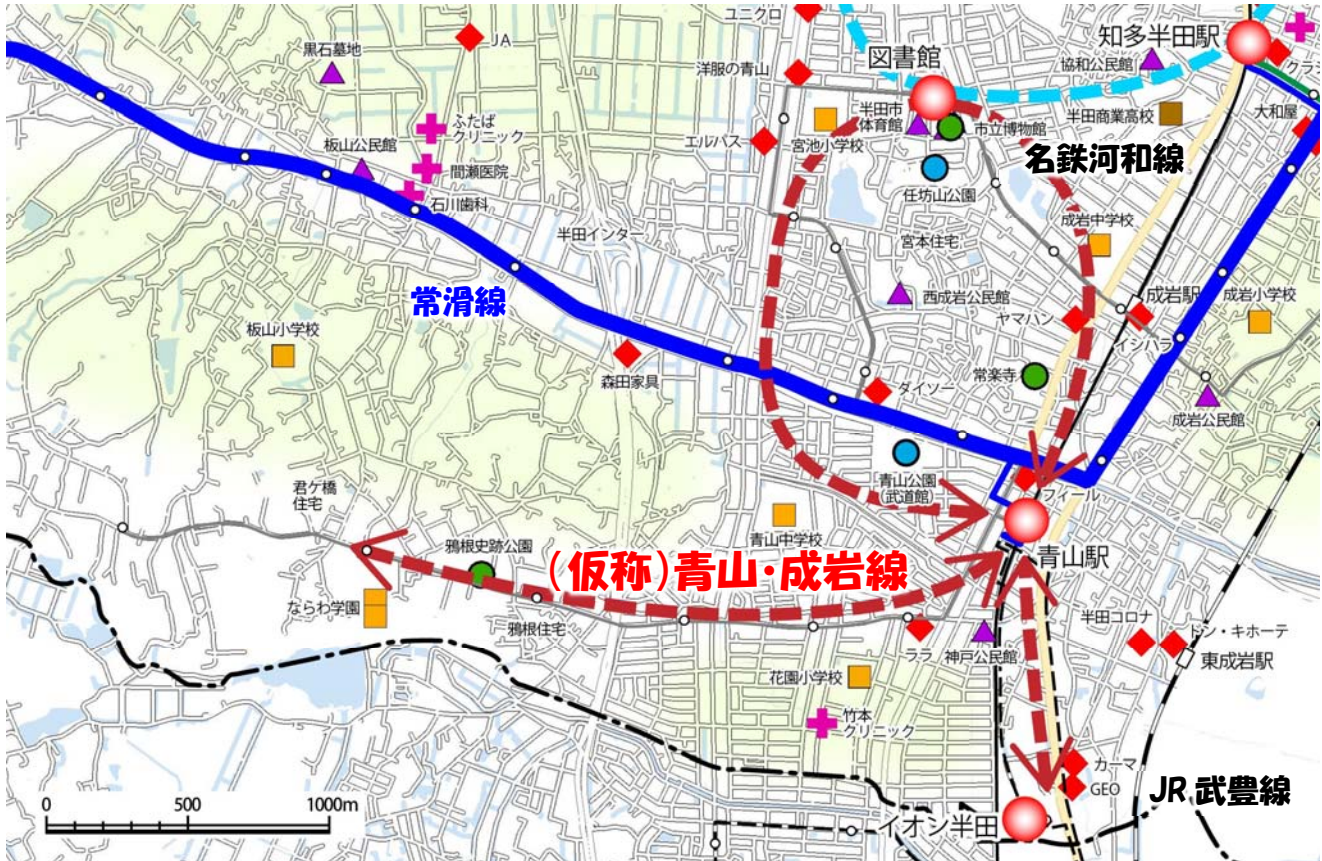 ユニクロ
知多半田駅
黒石墓地
JA
図書館
協和公民館
洋服の青山
半田市
体育館
半田商業高校
大和屋
ふたば
クリニック
エルパス
宮池小学校
市立博物館
名鉄河和線
板山公民館
間瀬医院
石川歯科
任坊山公園
成岩中学校
半田インター
宮本住宅
常滑線
西成岩公民館
成岩駅
成岩小学校
ヤマハン
イシハラ
板山小学校
森田家具
ダイソー
常楽寺
成岩公民館
君ケ橋
住宅
青山公園
(武道館)
フィール
鴉根史跡公園
青山中学校
青山駅
(仮称)青山・成岩線
ならわ学園
鴉根住宅
ララ
神戸公民館
半田コロナ
ドン・キホーテ
東成岩駅
花園小学校
竹本
クリニック
カーマ
GEO
JR武豊線
0 500 1000m
イオン半田